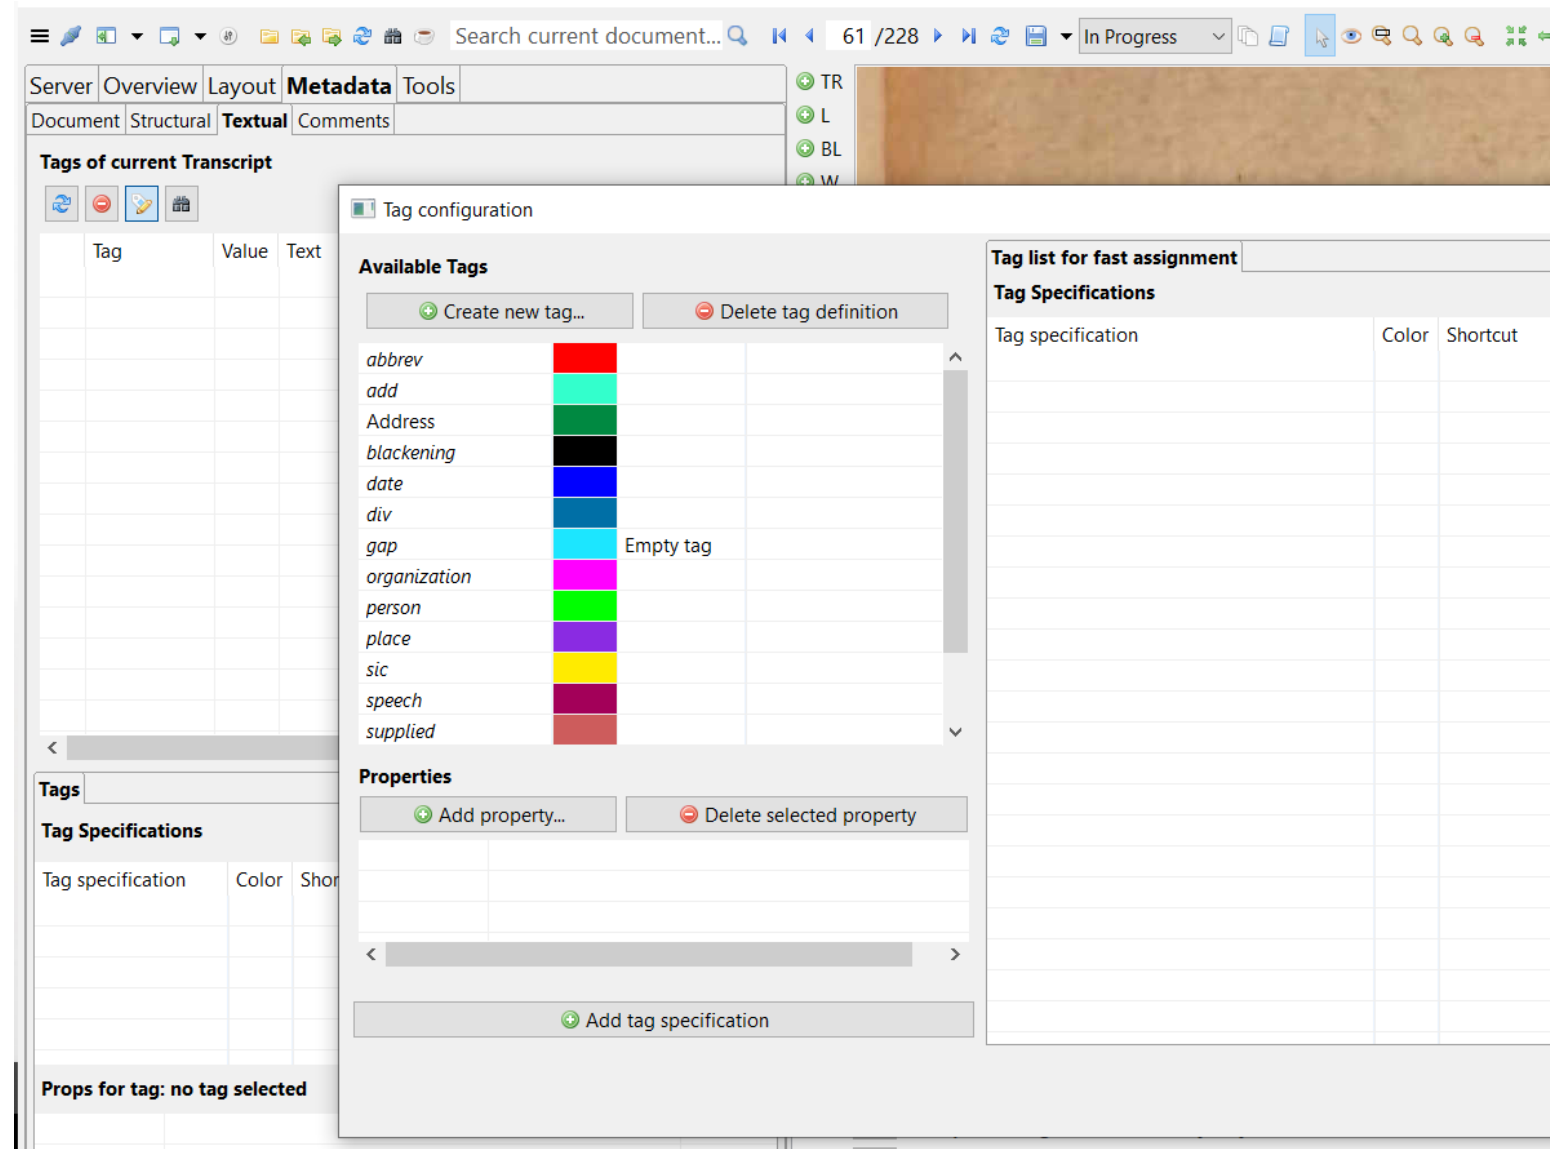 Search current document...
61 /228
In Progress
Server Overview Layout Metadata Tools
Document Structural Textual Comments
Tags of current Transcript
Tag Value Text
TR
L
BL
W
Tag configuration
Available Tags
Create new tag... Delete tag definition
abbrev
add
Address
blackening
date
div
gap Empty tag
organization
person
place
sic
speech
supplied
Properties
Add property... Delete selected property
Add tag specification
Tag list for fast assignment
Tag Specifications
Tag specification Color Shortcut
Tags
Tag Specifications
Tag specification Color Shor
Props for tag: no tag selected